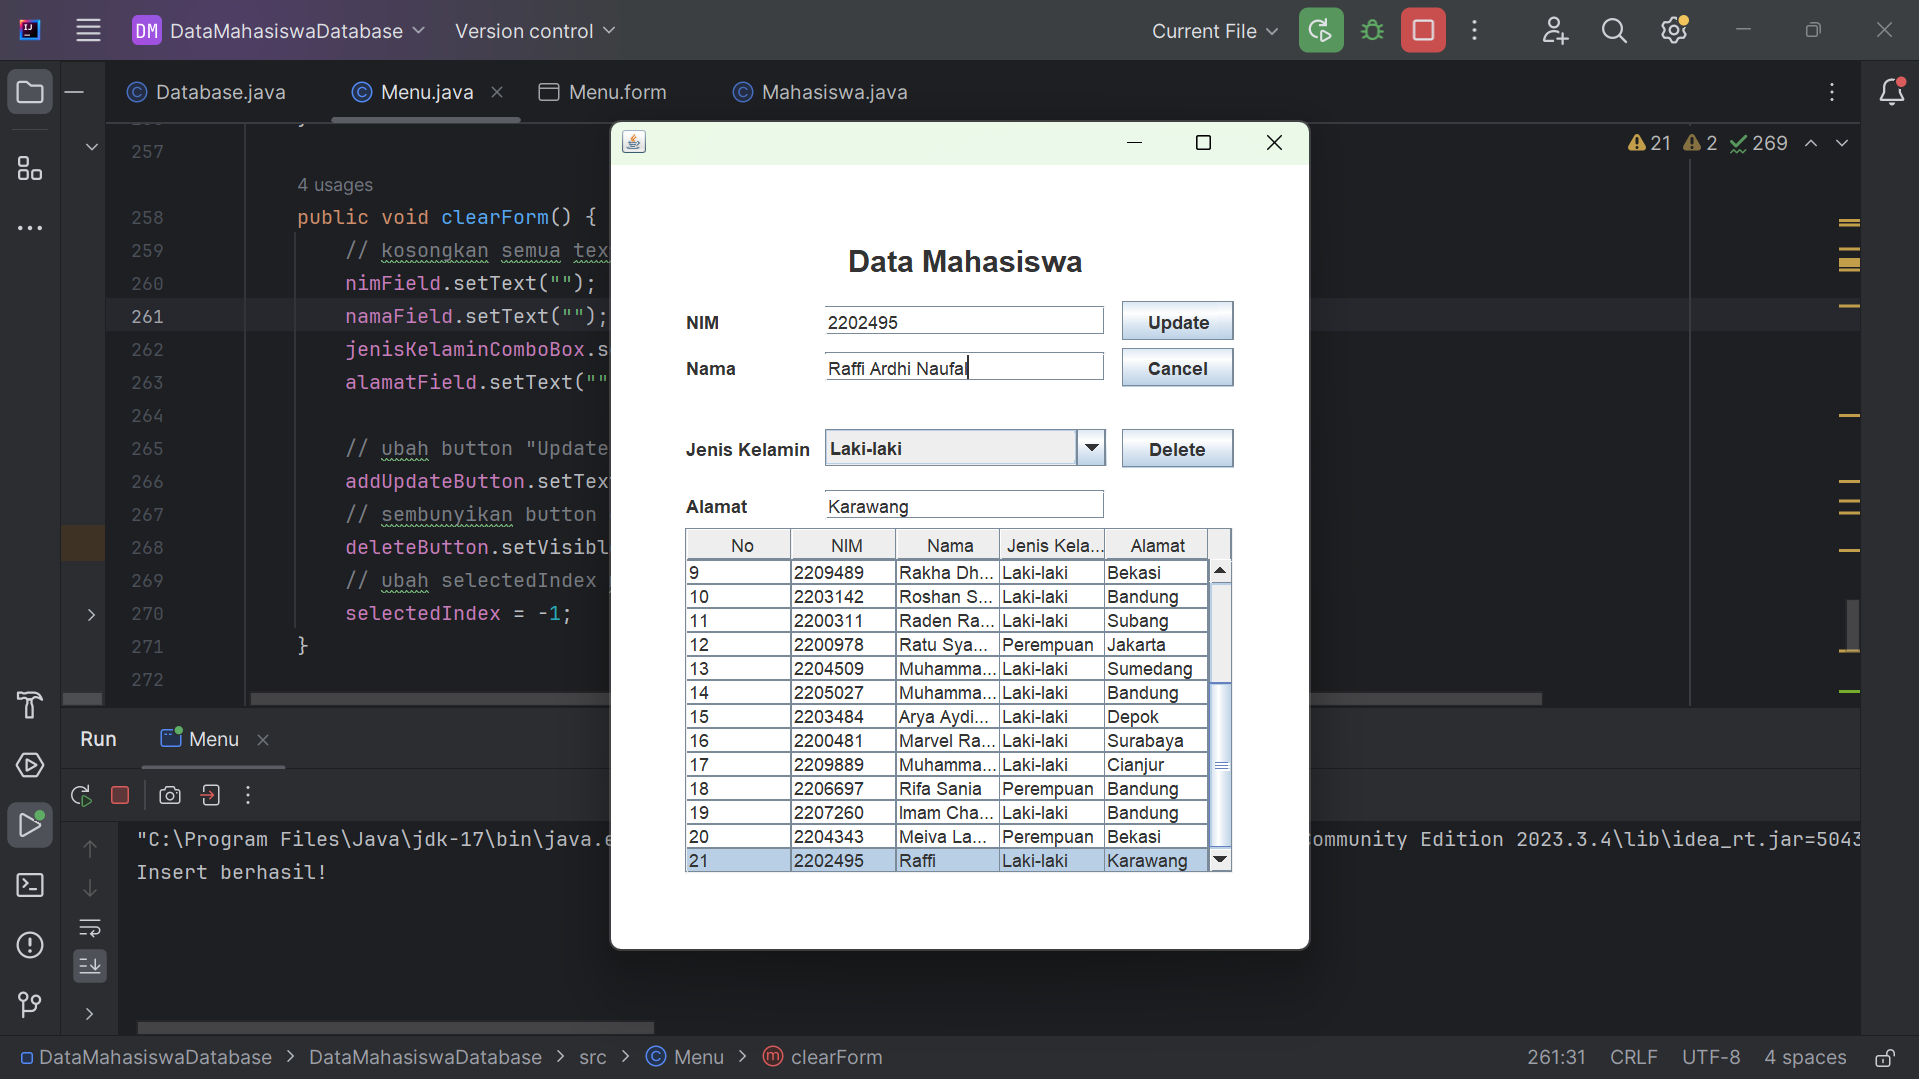 DM DataMahasiswaDatabase Version control Current File
Database.java Menu.java Menu.form Mahasiswa.java
21 2 269
257
4 usages
258 public void clearForm() {
259 // kosongkan semua tex
260 nimField.setText("");
261 namaField.setText("");
262 jenisKelaminComboBox.s
263 alamatField.setText(""
264
265 // ubah button "Update
266 addUpdateButton.setTex
267 // sembunyikan button
268 deleteButton.setVisibl
269 // ubah selectedIndex
270 selectedIndex = -1;
271 }
272
Data Mahasiswa
NIM 2202495 Update
Nama Raffi Ardhi Naufal Cancel
Jenis Kelamin Laki-laki Delete
Alamat Karawang
No NIM Nama Jenis Kela... Alamat
9 2209489 Rakha Dh... Laki-laki Bekasi
10 2203142 Roshan S... Laki-laki Bandung
11 2200311 Raden Ra... Laki-laki Subang
12 2200978 Ratu Sya... Perempuan Jakarta
13 2204509 Muhamma... Laki-laki Sumedang
14 2205027 Muhamma... Laki-laki Bandung
15 2203484 Arya Aydi... Laki-laki Depok
16 2200481 Marvel Ra... Laki-laki Surabaya
17 2209889 Muhamma... Laki-laki Cianjur
18 2206697 Rifa Sania Perempuan Bandung
19 2207260 Imam Cha... Laki-laki Bandung
20 2204343 Meiva La... Perempuan Bekasi
21 2202495 Raffi Laki-laki Karawang
Run Menu
"C:\Program Files\Java\jdk-17\bin\java.e ommunity Edition 2023.3.4\lib\idea_rt.jar=5043
Insert berhasil!
DataMahasiswaDatabase > DataMahasiswaDatabase > src > Menu > clearForm 261:31 CRLF UTF-8 4 spaces